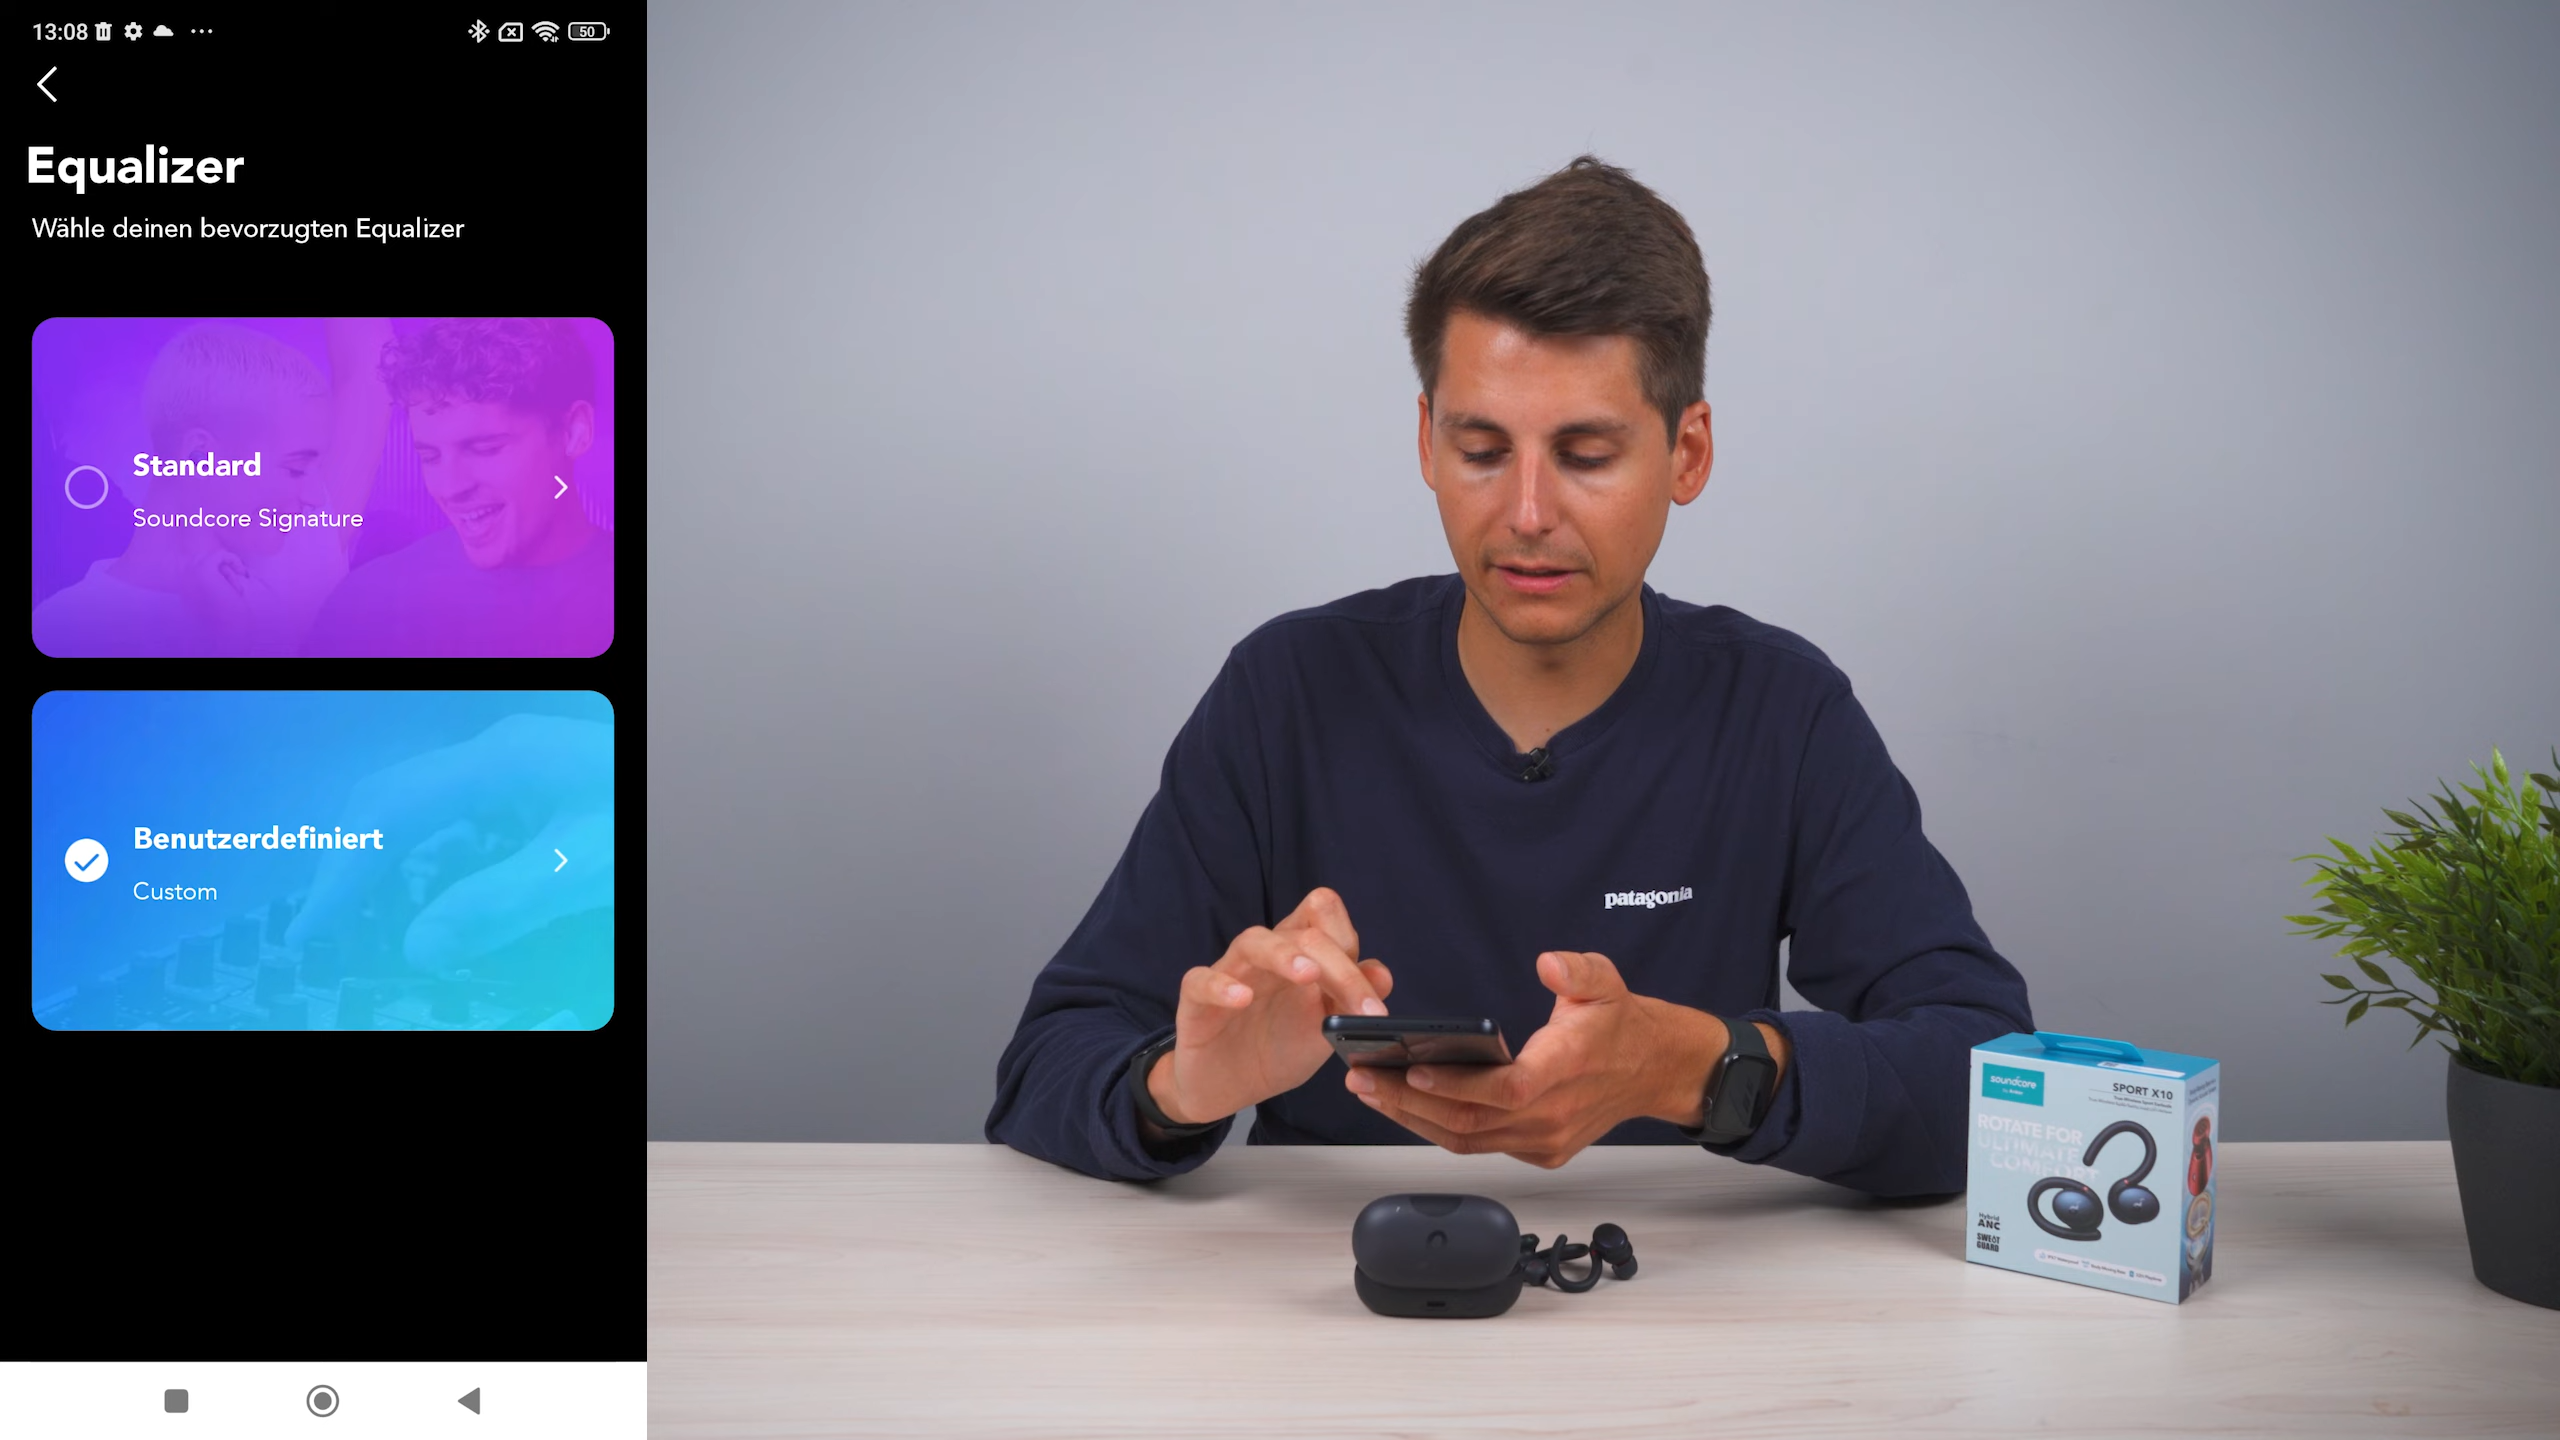 13:08
50
Equalizer
Wähle deinen bevorzugten Equalizer
Standard
Soundcore Signature
Benutzerdefiniert
Custom
patagonia
soundcore
SPORT X10
ROTATE FOR
ULTIMATE
COMFORT
Hybrid
ANC
SWEAT
GUARD